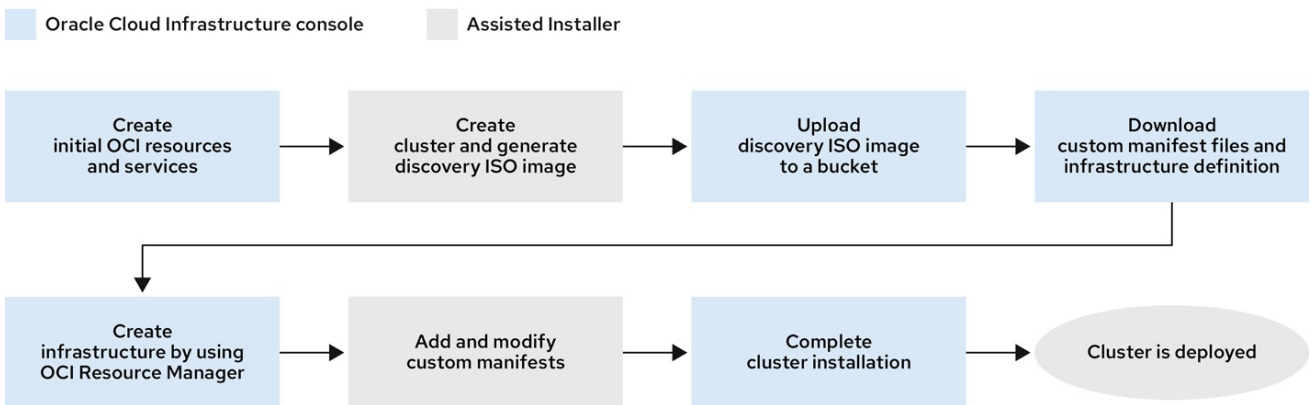 Oracle Cloud Infrastructure console
Assisted Installer
Create
initial OCI resources
and services
Create
cluster and generate
discovery ISO image
Upload
discovery ISO image
to a bucket
Download
custom manifest files and
infrastructure definition
Create
infrastructure by using
OCI Resource Manager
Add and modify
custom manifests
Complete
cluster installation
Cluster is deployed